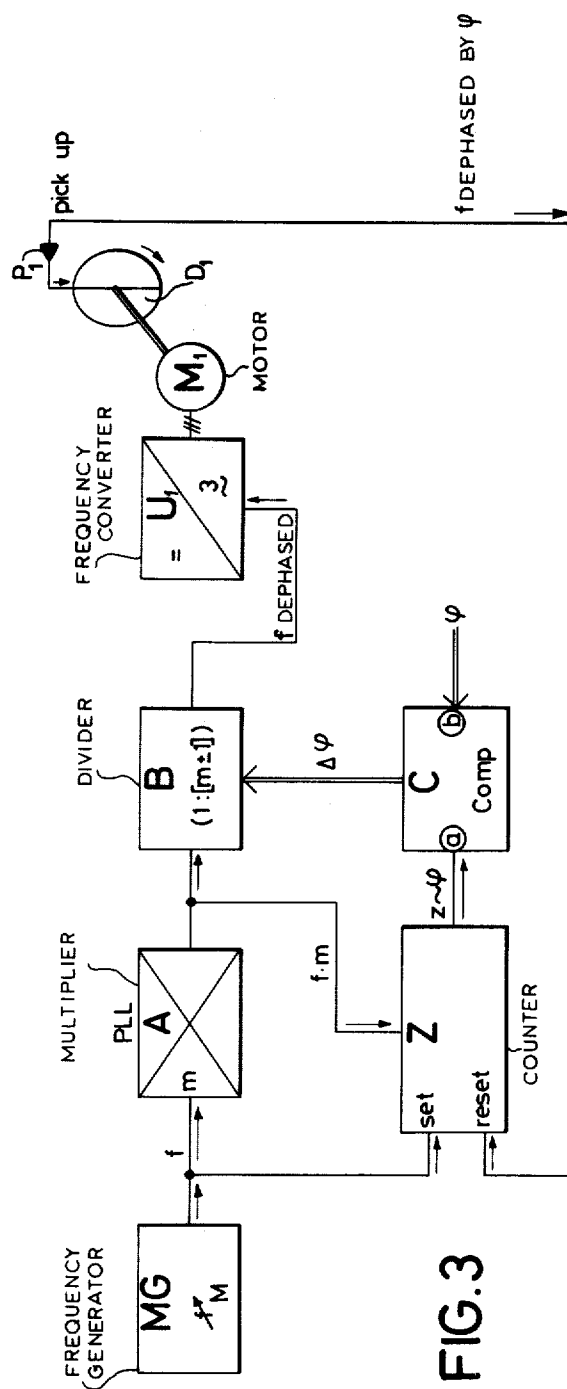 FREQUENCY
GENERATOR
MG
f M
f
MULTIPLIER
PLL
A
m
DIVIDER
B
(1:[m±1])
FREQUENCY
CONVERTER
U1
=
3~
f DEPHASED
M1
MOTOR
P1
pick up
D1
f DEPHASED BY φ
f·m
Δφ
set
Z
reset
COUNTER
z~φ
a
C
Comp
b
φ
FIG.3